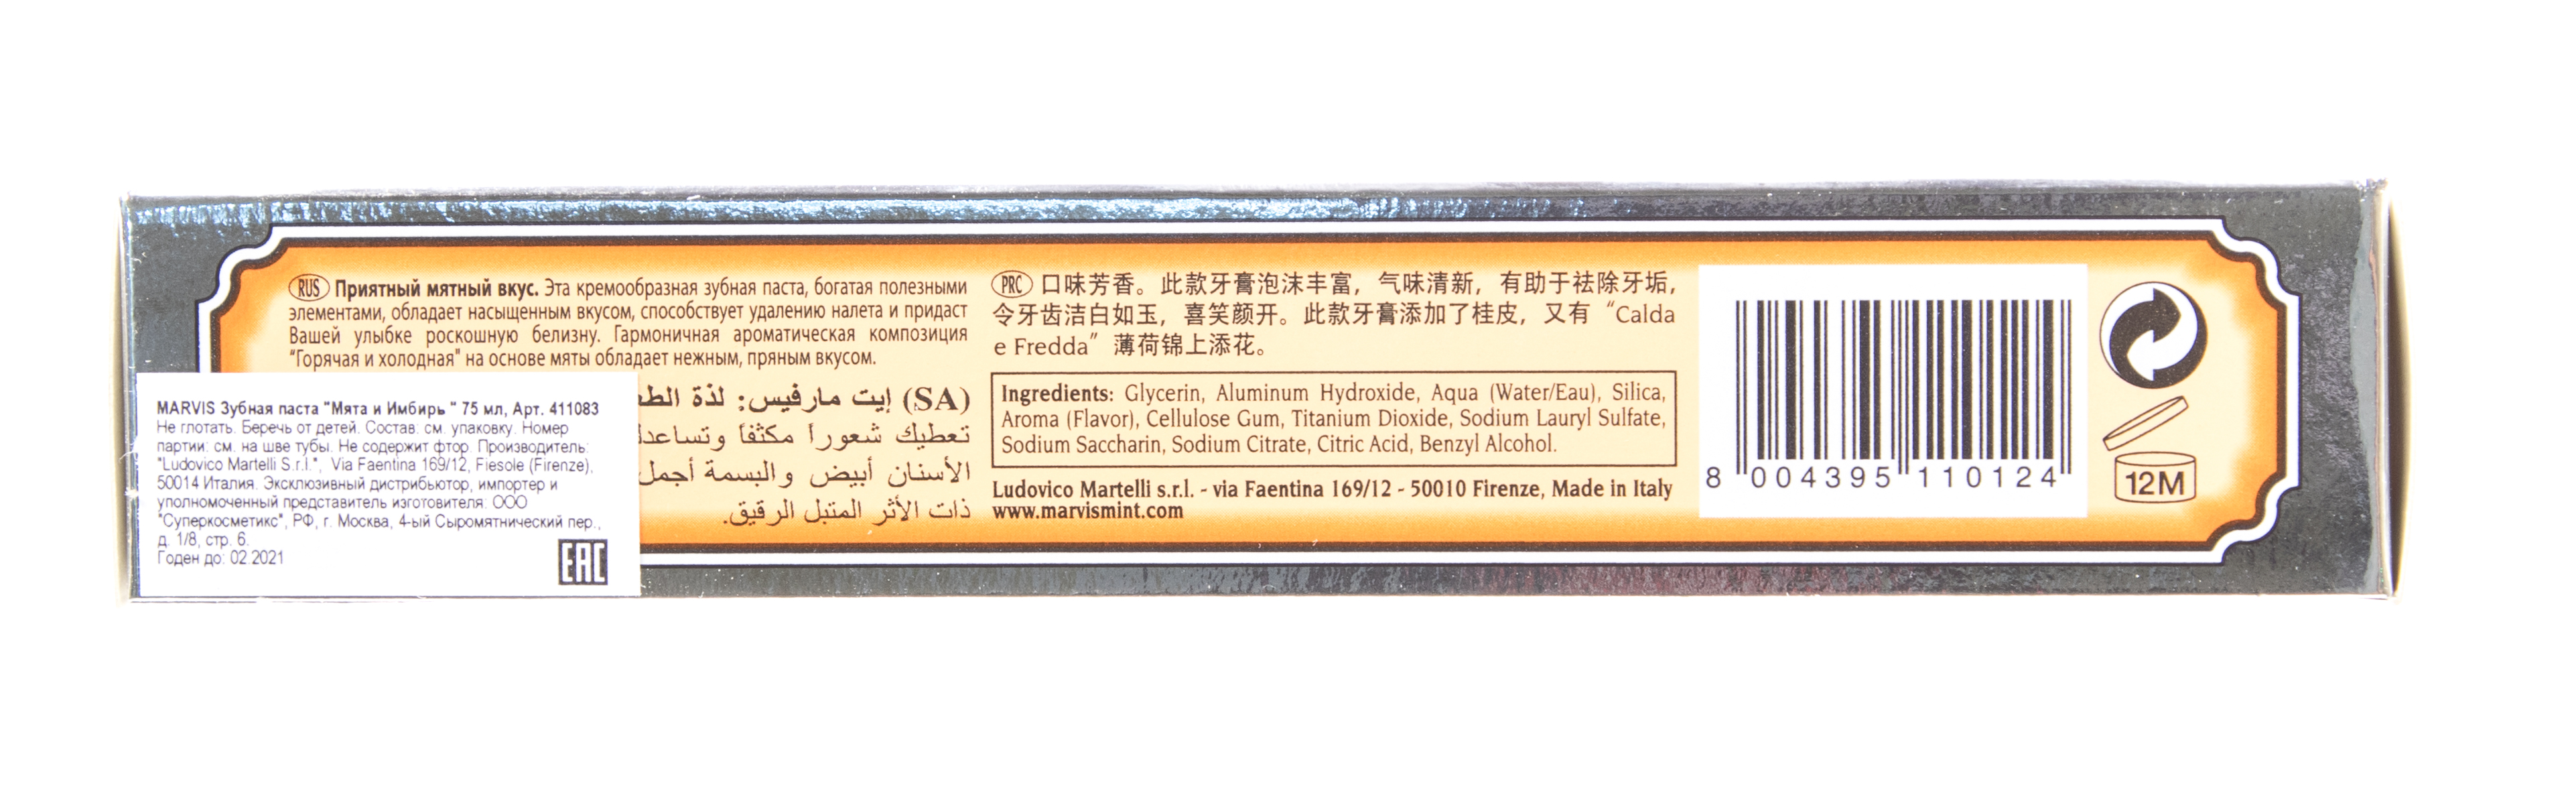 RUS Приятный мятный вкус. Эта кремообразная зубная паста, богатая полезными
элементами, обладает насыщенным вкусом, способствует удалению налета и придаст
Вашей улыбке роскошную белизну. Гармоничная ароматическая композиция
"Горячая и холодная" на основе мяты обладает нежным, пряным вкусом.
(SA) إيت مارفيس: لذة
تعطيك شعوراً مكثفاً
الأسنان أبيض والبسمة أجمل
ذات الأثر المتبل الرقيق.
MARVIS Зубная паста "Мята и Имбирь " 75 мл, Арт. 411083
Не глотать. Беречь от детей. Состав: см. упаковку. Номер
партии: см. на шве тубы. Не содержит фтор. Производитель:
"Ludovico Martelli S.r.l.", Via Faentina 169/12, Fiesole (Firenze),
50014 Италия. Эксклюзивный дистрибьютор, импортер и
уполномоченный представитель изготовителя: ООО
"Суперкосметикс", РФ, г. Москва, 4-ый Сыромятнический пер.,
д. 1/8, стр. 6.
Годен до: 02.2021
EAC
PRC 口味芳香。此款牙膏泡沫丰富，气味清新，有助于祛除牙垢，
令牙齿洁白如玉，喜笑颜开。此款牙膏添加了桂皮，又有 “Calda
e Fredda” 薄荷锦上添花。
Ingredients: Glycerin, Aluminum Hydroxide, Aqua (Water/Eau), Silica,
Aroma (Flavor), Cellulose Gum, Titanium Dioxide, Sodium Lauryl Sulfate,
Sodium Saccharin, Sodium Citrate, Citric Acid, Benzyl Alcohol.
Ludovico Martelli s.r.l. - via Faentina 169/12 - 50010 Firenze, Made in Italy
www.marvismint.com
8 004395 110124
12M